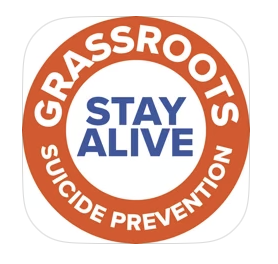 GRASSROOTS
STAY
ALIVE
SUICIDE PREVENTION